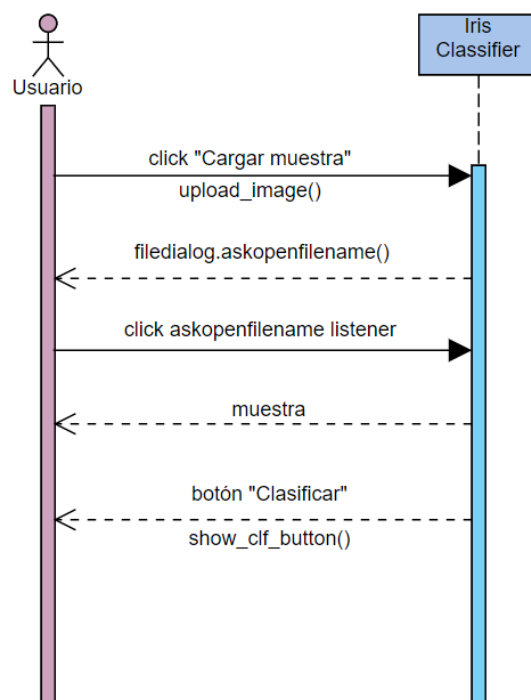 Iris
Classifier
Usuario
click "Cargar muestra"
upload_image()
filedialog.askopenfilename()
click askopenfilename listener
muestra
botón "Clasificar"
show_clf_button()